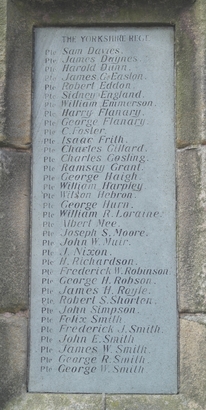 THE YORKSHIRE REGT.
Pte Sam Davies.
Pte James Daynes.
Pte Harold Dunn.
Pte James C. Easton.
Pte Robert Eddon.
Pte Sidney England.
Pte William Emmerson.
Pte Harry Flanary.
Pte George Flanary
Pte C. Foster.
Pte Isaac Frith.
Pte Charles Gillard.
Pte Charles Gosling.
Pte Ramsay Grant.
Pte George Haigh.
Pte William Harpley
Pte Wilson Hebron.
Pte George Hurn.
Pte William R. Loraine.
Pte Albert Mee
Pte Joseph S. Moore.
Pte John W. Muir.
Pte J. Nixon.
Pte H. Richardson.
Pte Frederick W. Robinson
Pte George H. Robson.
Pte James H. Royle.
Pte Robert S. Shorten.
Pte John Simpson.
Pte Felix Smith
Pte Frederick J. Smith.
Pte John E. Smith
Pte James W. Smith.
Pte George R. Smith.
Pte George W. Smith